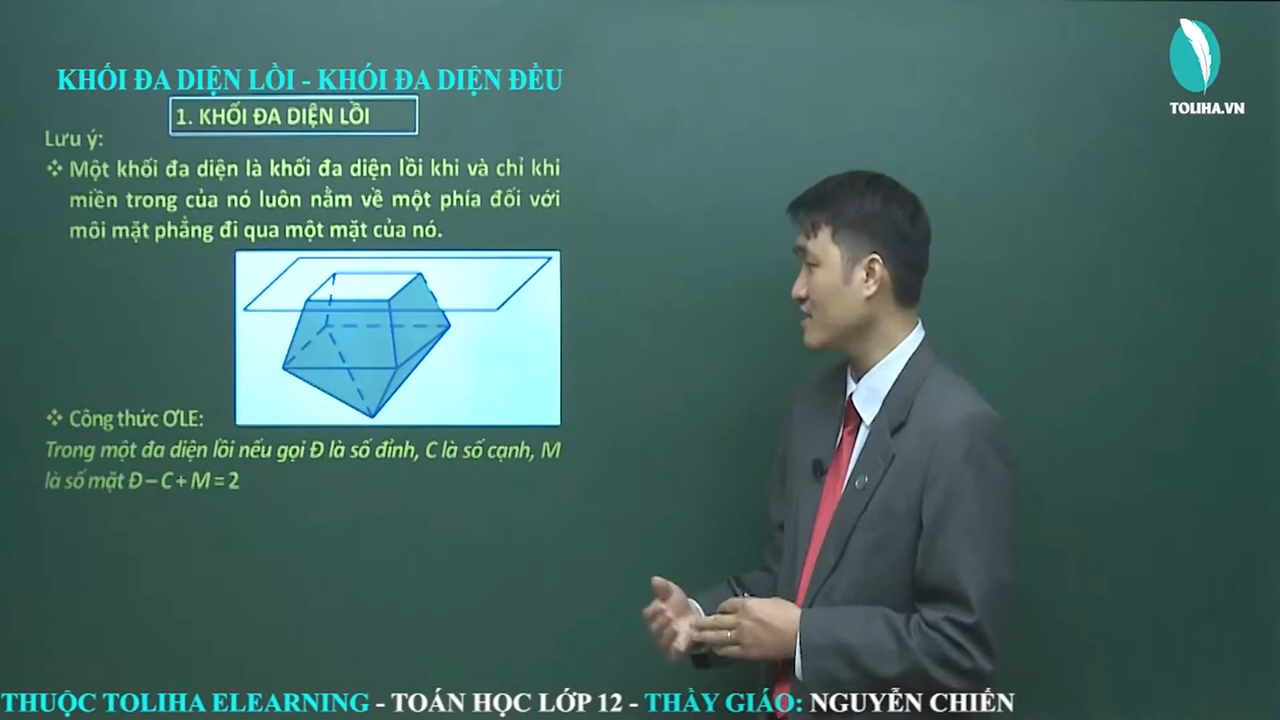 KHỐI ĐA DIỆN LỒI - KHÓI ĐA DIỆN ĐỀU
TOLIHA.VN
1. KHỐI ĐA DIỆN LỒI
Lưu ý:
❖ Một khối đa diện là khối đa diện lồi khi và chỉ khi
miền trong của nó luôn nằm về một phía đối với
môi mặt phẳng đi qua một mặt của nó.
❖ Công thức ƠLE:
Trong một đa diện lồi nếu gọi Đ là số đỉnh, C là số cạnh, M
là số mặt Đ – C + M = 2
THUỘC TOLIHA ELEARNING - TOÁN HỌC LỚP 12 - THẦY GIÁO: NGUYỄN CHIẾN